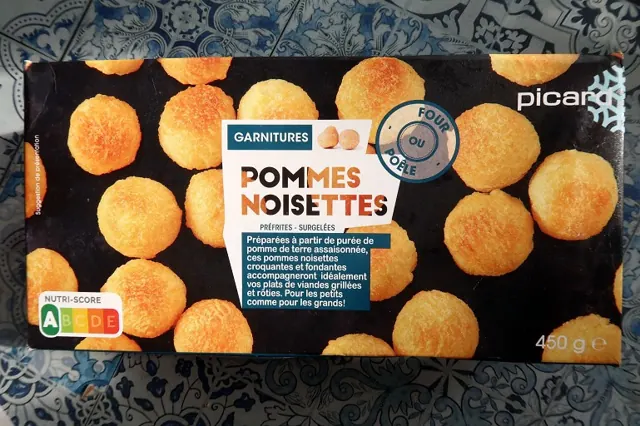 picard
GARNITURES
FOUR
OU
POÊLE
POMMES
NOISETTES
PRÉFRITES - SURGELÉES
Préparées à partir de purée de
pomme de terre assaisonnée,
ces pommes noisettes
croquantes et fondantes
accompagneront idéalement
vos plats de viandes grillées
et rôties. Pour les petits
comme pour les grands!
Suggestion de présentation
NUTRI-SCORE
ABCDE
450 g e